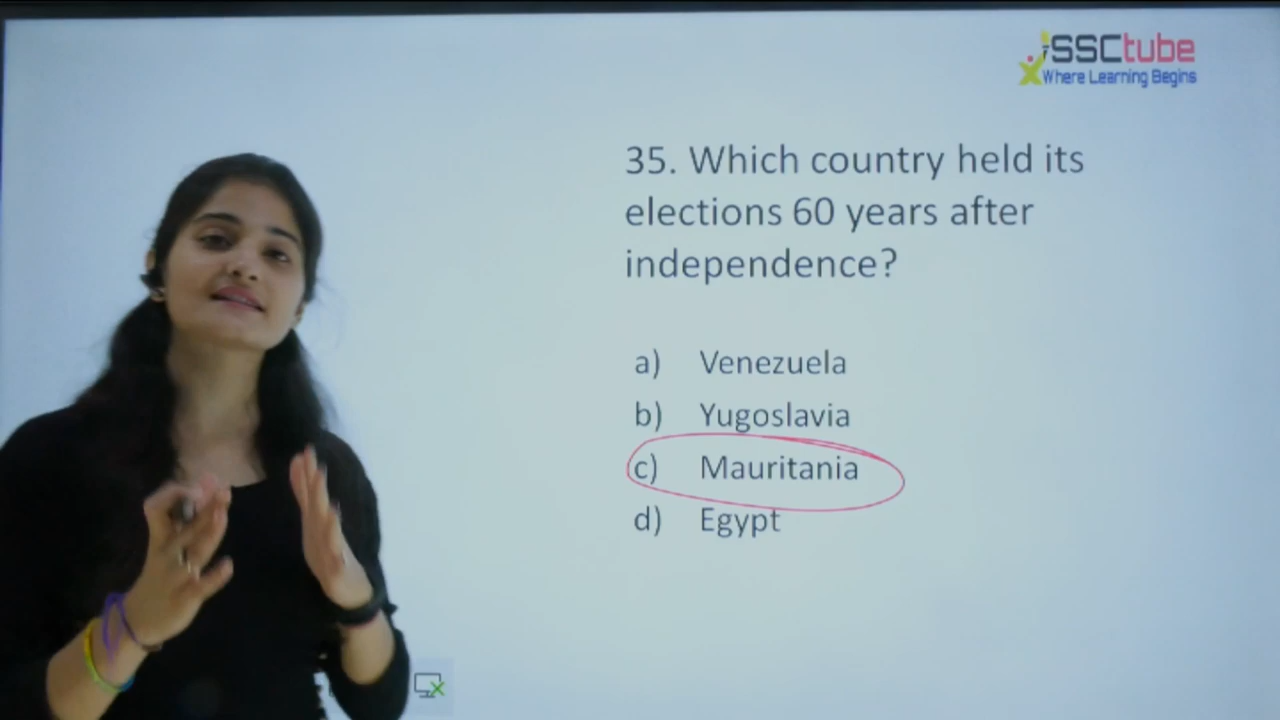 SSCtube
Where Learning Begins
35. Which country held its
elections 60 years after
independence?
a) Venezuela
b) Yugoslavia
c) Mauritania
d) Egypt